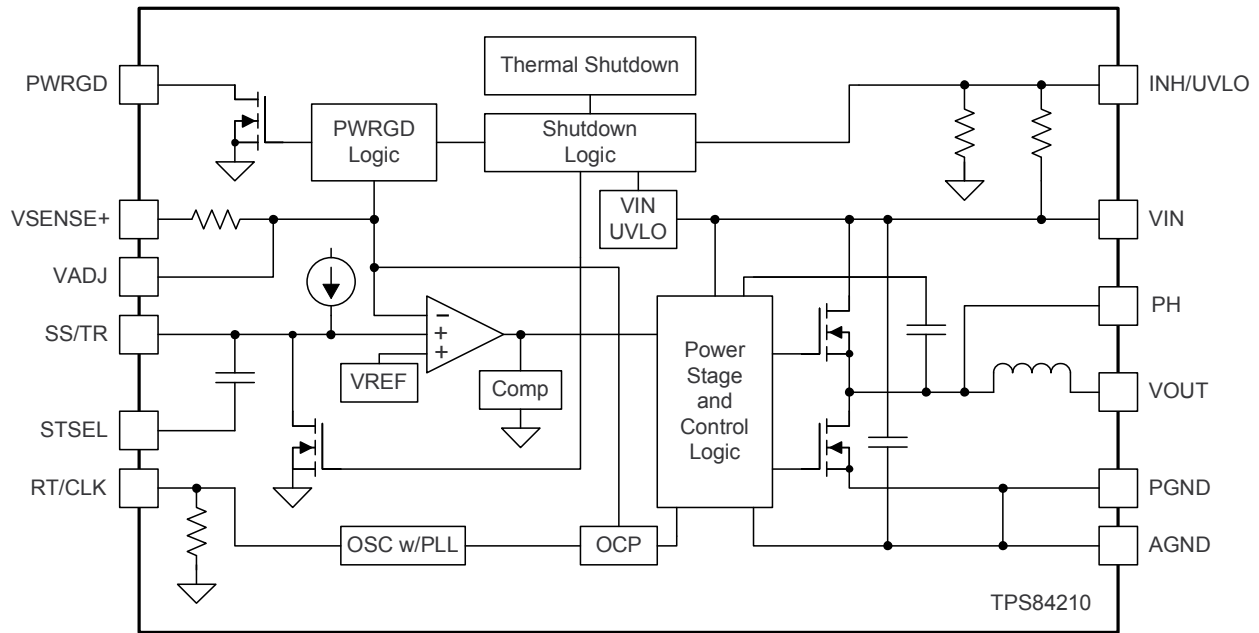 Thermal Shutdown
PWRGD
INH/UVLO
PWRGD
Logic
Shutdown
Logic
VSENSE+
VIN
UVLO
VIN
VADJ
PH
SS/TR
−
+
+
VREF
Comp
Power
Stage
and
Control
Logic
VOUT
STSEL
RT/CLK
PGND
OSC w/PLL
OCP
AGND
TPS84210